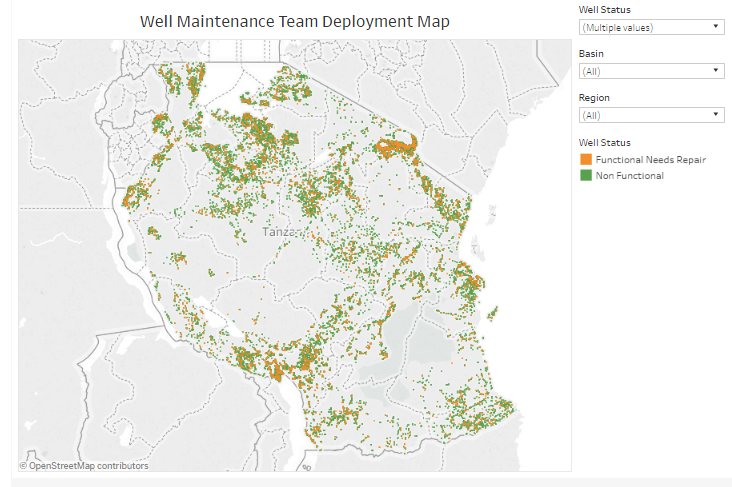 Well Maintenance Team Deployment Map
Well Status
(Multiple values)
Basin
(All)
Region
(All)
Well Status
Functional Needs Repair
Non Functional
Tanza
© OpenStreetMap contributors